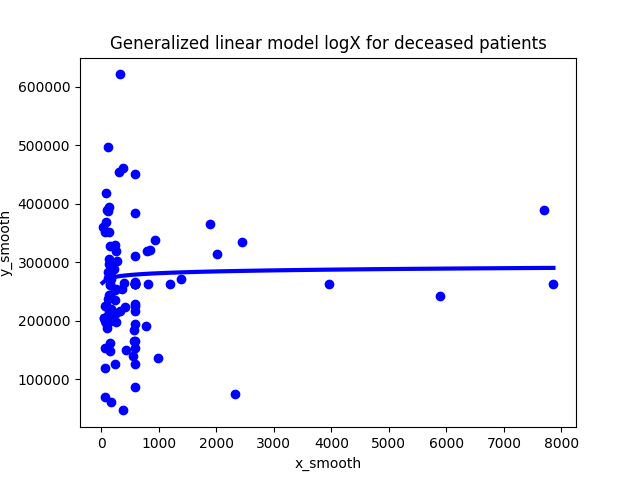 Generalized linear model logX for deceased patients
600000
500000
400000
300000
200000
100000
y_smooth
0 1000 2000 3000 4000 5000 6000 7000 8000
x_smooth